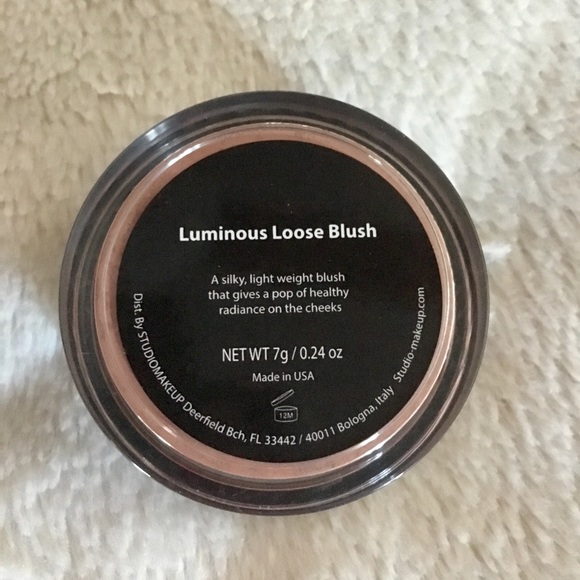 Luminous Loose Blush
A silky, light weight blush
that gives a pop of healthy
radiance on the cheeks
NET WT 7g / 0.24 oz
Made in USA
12M
Dist. By STUDIOMAKEUP Deerfield Bch, FL 33442 / 40011 Bologna, Italy Studio-makeup.com